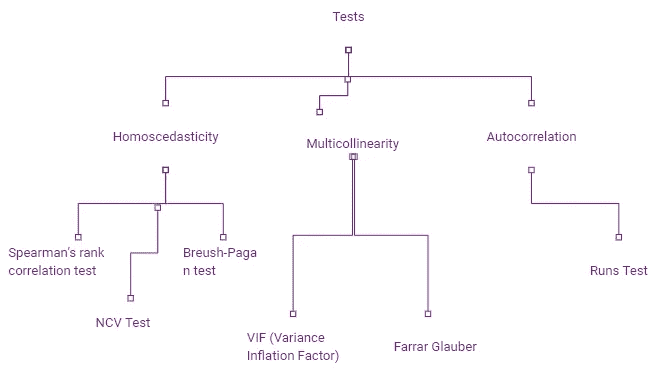 Tests
Homoscedasticity
Multicollinearity
Autocorrelation
Spearman's rank
correlation test
Breush-Paga
n test
Runs Test
NCV Test
VIF (Variance
Inflation Factor)
Farrar Glauber